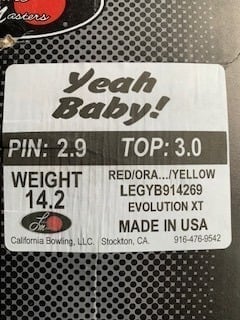 Masters
Yeah
Baby!
PIN: 2.9 TOP: 3.0
WEIGHT
14.2
RED/ORA.../YELLOW
LEGYB914269
EVOLUTION XT
MADE IN USA
California Bowling, LLC. Stockton, CA. 916-476-9542